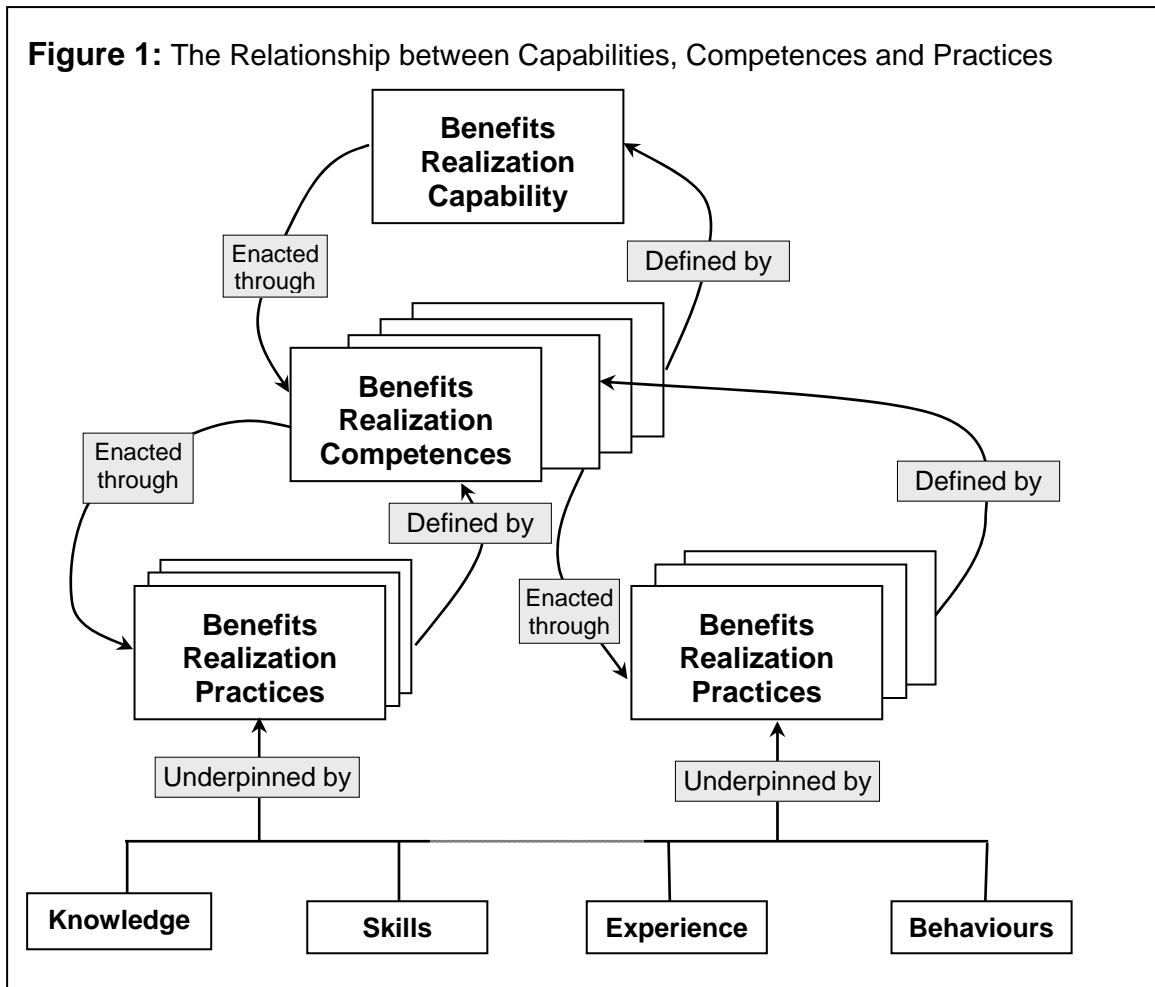 Figure 1: The Relationship between Capabilities, Competences and Practices
Benefits
Realization
Capability
Enacted
through
Defined by
Benefits
Realization
Competences
Enacted
through
Defined by
Defined by
Enacted
through
Benefits
Realization
Practices
Benefits
Realization
Practices
Underpinned by
Underpinned by
Knowledge
Skills
Experience
Behaviours